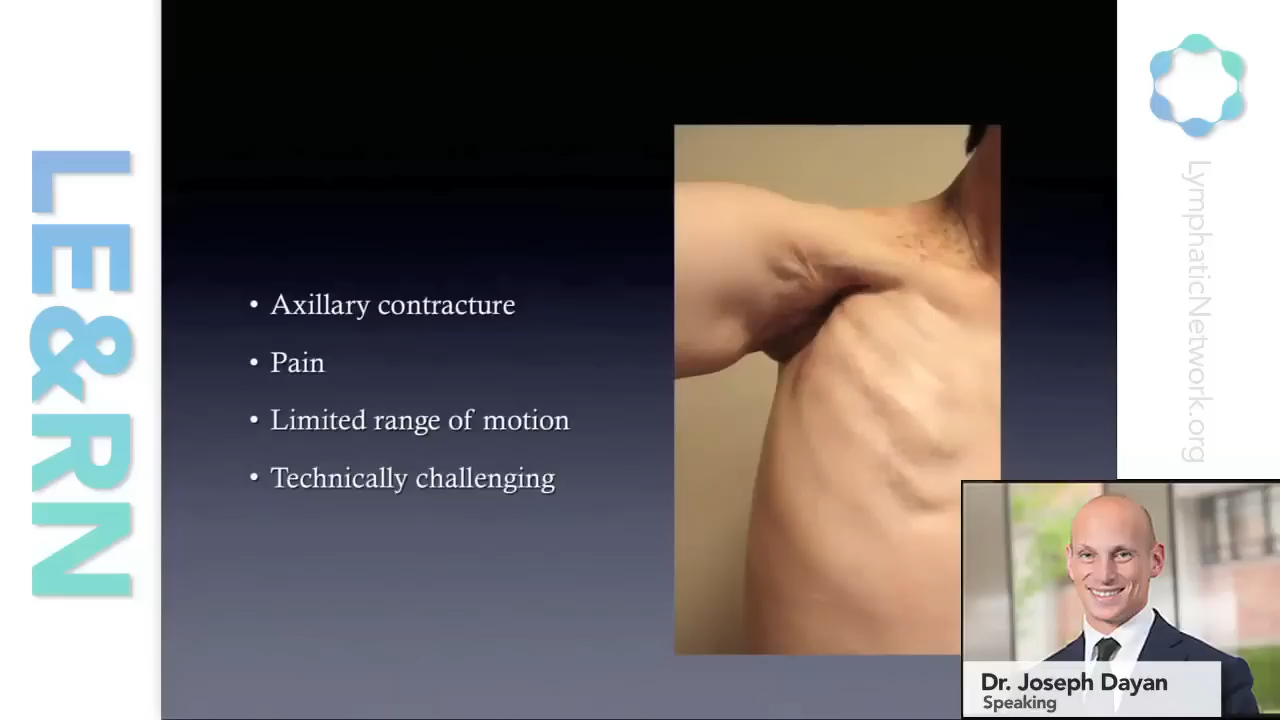 LE&RN
• Axillary contracture
• Pain
• Limited range of motion
• Technically challenging
LymphaticNetwork.org
Dr. Joseph Dayan
Speaking